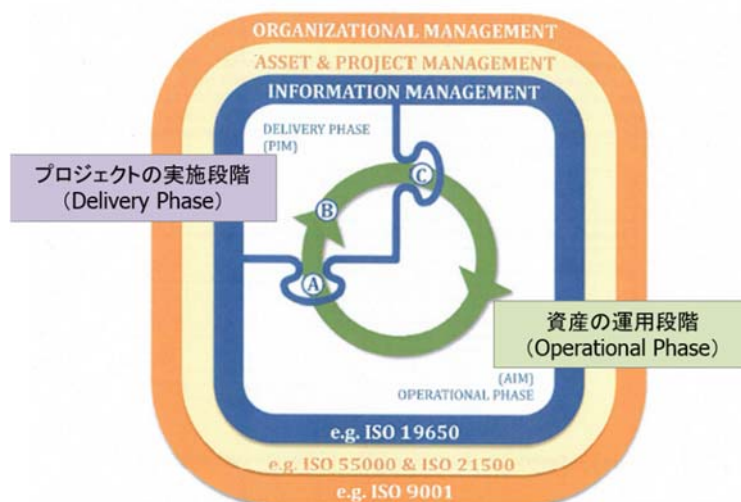 ORGANIZATIONAL MANAGEMENT
ASSET & PROJECT MANAGEMENT
INFORMATION MANAGEMENT
DELIVERY PHASE
(PIM)
プロジェクトの実施段階
（Delivery Phase）
C
B
A
資産の運用段階
（Operational Phase）
(AIM)
OPERATIONAL PHASE
e.g. ISO 19650
e.g. ISO 55000 & ISO 21500
e.g. ISO 9001